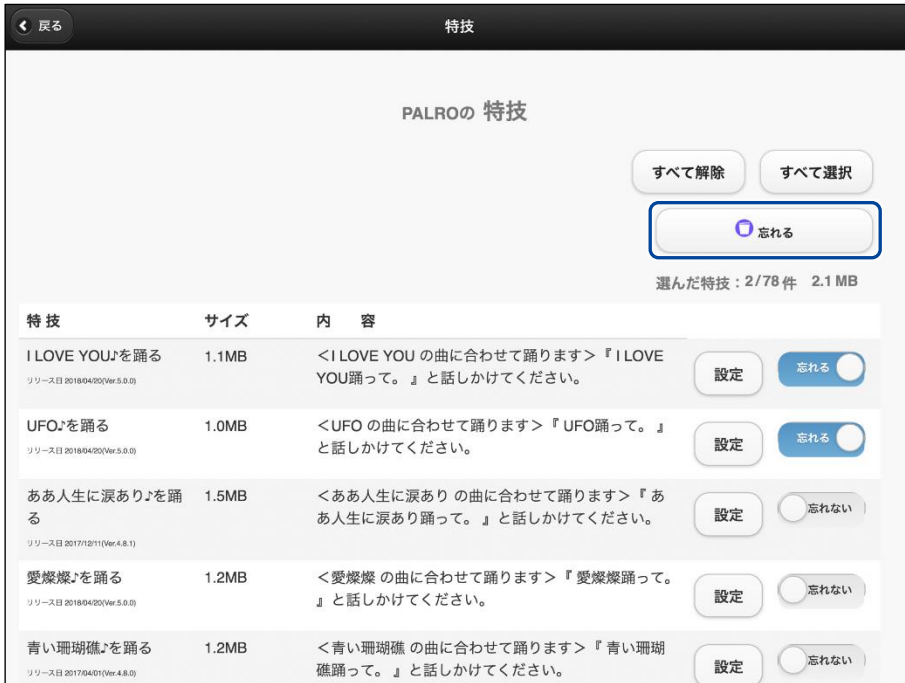 戻る
特技
PALROの 特技
すべて解除
すべて選択
忘れる
選んだ特技：2/78件 2.1 MB
特 技 サイズ 内 容
I LOVE YOU♪を踊る 1.1MB ＜I LOVE YOU の曲に合わせて踊ります＞『 I LOVE
YOU踊って。 』と話しかけてください。
リリース日 2018/04/20(Ver.5.0.0)
設定
忘れる
UFO♪を踊る 1.0MB ＜UFO の曲に合わせて踊ります＞『 UFO踊って。 』
と話しかけてください。
リリース日 2018/04/20(Ver.5.0.0)
設定
忘れる
ああ人生に涙あり♪を踊 1.5MB ＜ああ人生に涙あり の曲に合わせて踊ります＞『 あ
る
あ人生に涙あり踊って。 』と話しかけてください。
リリース日 2017/12/11(Ver.4.8.1)
設定
忘れない
愛燦燦♪を踊る 1.2MB ＜愛燦燦 の曲に合わせて踊ります＞『 愛燦燦踊って。
』と話しかけてください。
リリース日 2018/04/20(Ver.5.0.0)
設定
忘れない
青い珊瑚礁♪を踊る 1.2MB ＜青い珊瑚礁 の曲に合わせて踊ります＞『 青い珊瑚
礁踊って。 』と話しかけてください。
リリース日 2017/04/01(Ver.4.8.0)
設定
忘れない